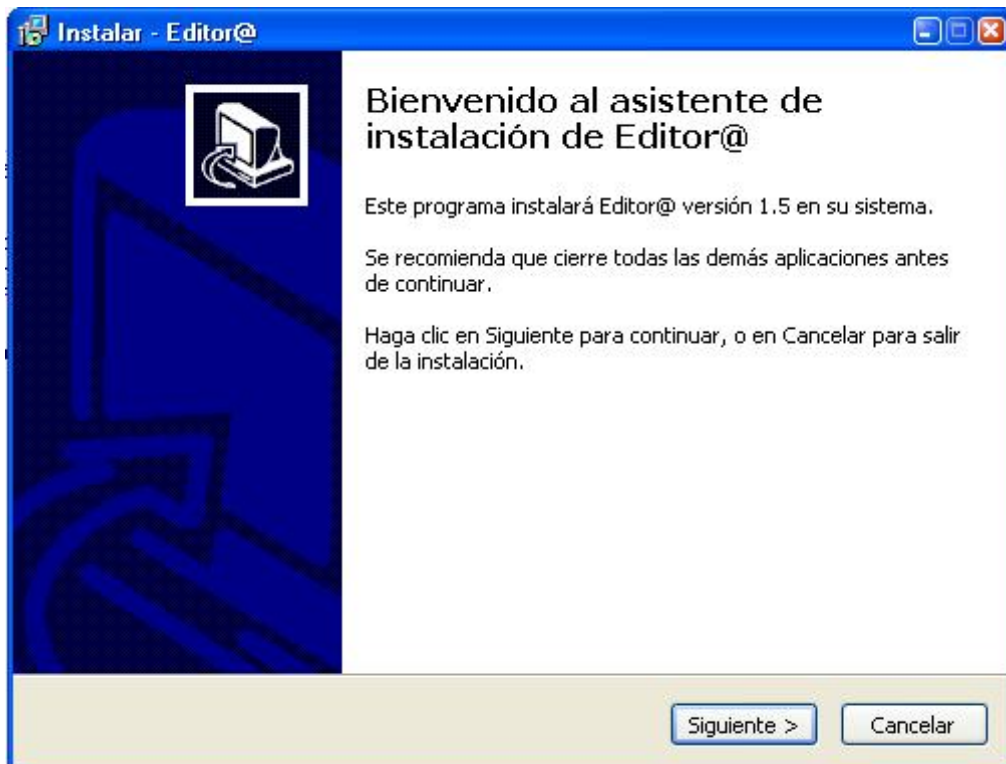 Instalar - Editor@
Bienvenido al asistente de
instalación de Editor@
Este programa instalará Editor@ versión 1.5 en su sistema.
Se recomienda que cierre todas las demás aplicaciones antes
de continuar.
Haga clic en Siguiente para continuar, o en Cancelar para salir
de la instalación.
Siguiente >
Cancelar